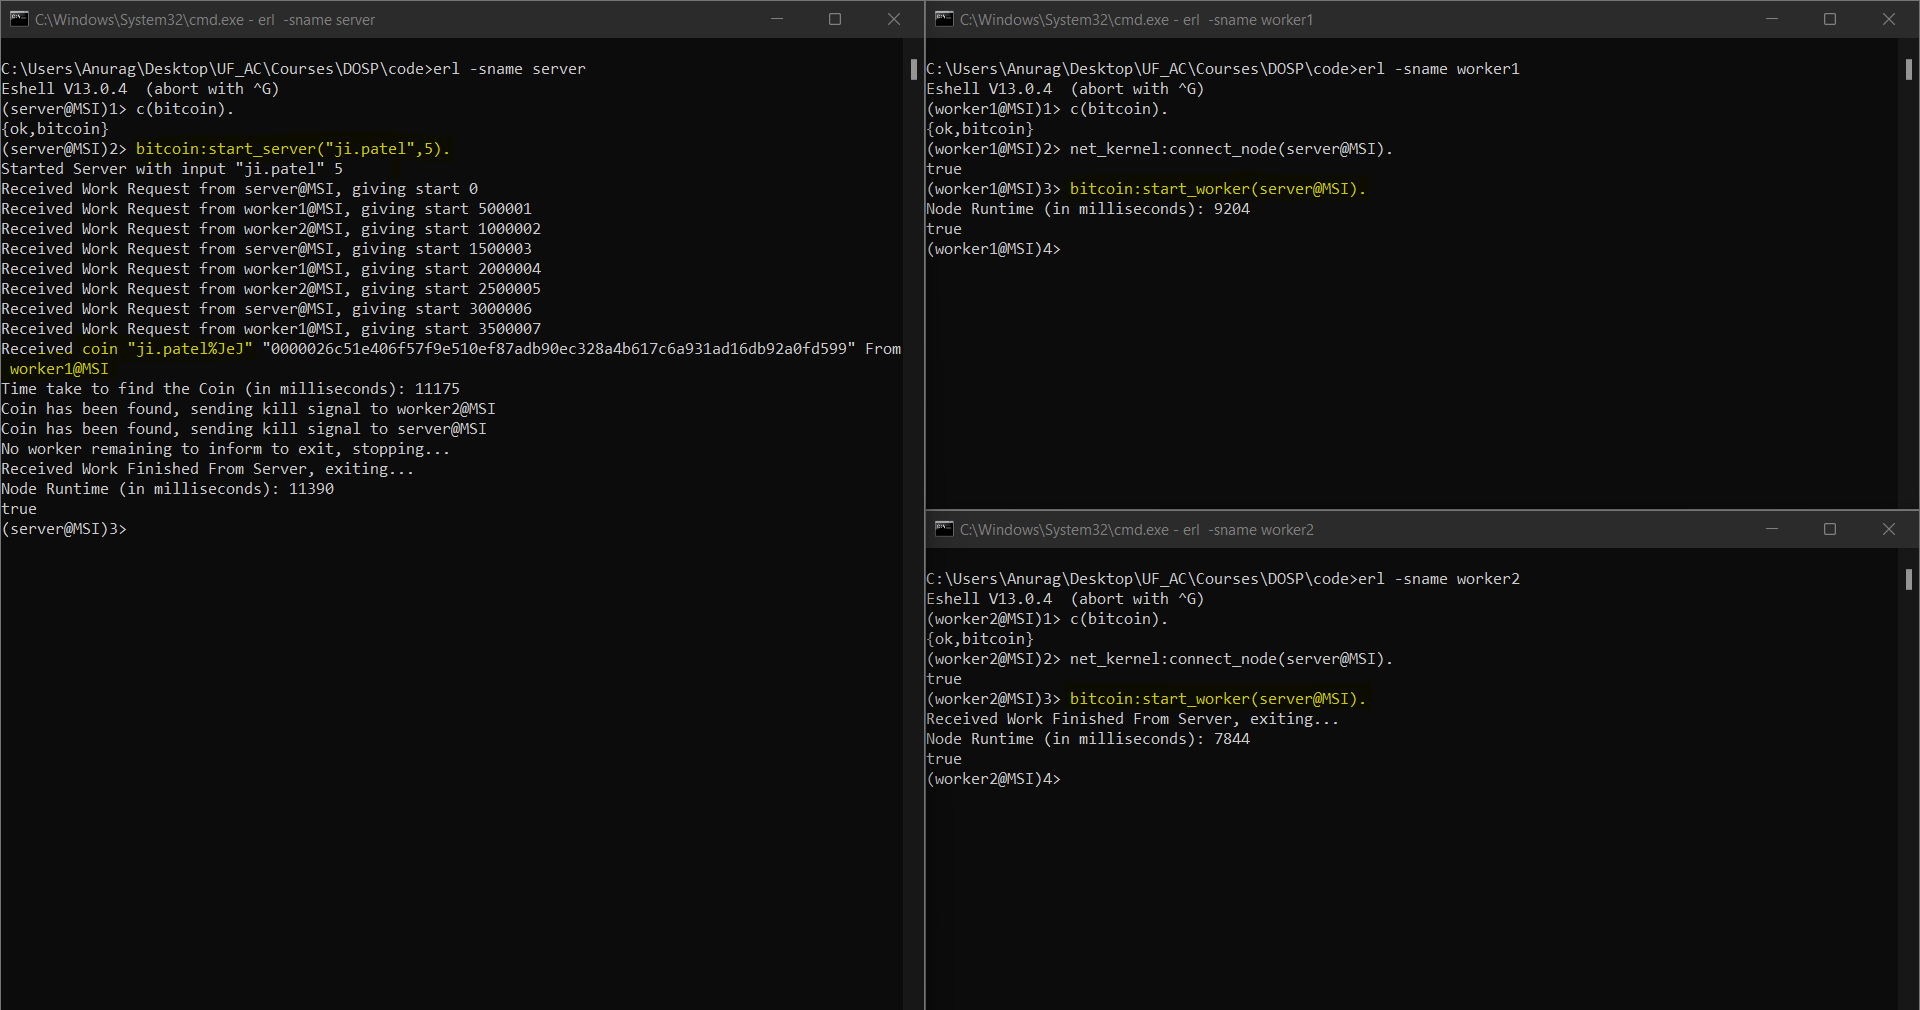 C:\Windows\System32\cmd.exe - erl  -sname server
C:\Users\Anurag\Desktop\UF_AC\Courses\DOSP\code>erl -sname server
Eshell V13.0.4  (abort with ^G)
(server@MSI)1> c(bitcoin).
{ok,bitcoin}
(server@MSI)2> bitcoin:start_server("ji.patel",5).
Started Server with input "ji.patel" 5
Received Work Request from server@MSI, giving start 0
Received Work Request from worker1@MSI, giving start 500001
Received Work Request from worker2@MSI, giving start 1000002
Received Work Request from server@MSI, giving start 1500003
Received Work Request from worker1@MSI, giving start 2000004
Received Work Request from worker2@MSI, giving start 2500005
Received Work Request from server@MSI, giving start 3000006
Received Work Request from worker1@MSI, giving start 3500007
Received coin "ji.patel%JeJ" "0000026c51e406f57f9e510ef87adb90ec328a4b617c6a931ad16db92a0fd599" From
 worker1@MSI
Time take to find the Coin (in milliseconds): 11175
Coin has been found, sending kill signal to worker2@MSI
Coin has been found, sending kill signal to server@MSI
No worker remaining to inform to exit, stopping...
Received Work Finished From Server, exiting...
Node Runtime (in milliseconds): 11390
true
(server@MSI)3>
C:\Windows\System32\cmd.exe - erl  -sname worker1
C:\Users\Anurag\Desktop\UF_AC\Courses\DOSP\code>erl -sname worker1
Eshell V13.0.4  (abort with ^G)
(worker1@MSI)1> c(bitcoin).
{ok,bitcoin}
(worker1@MSI)2> net_kernel:connect_node(server@MSI).
true
(worker1@MSI)3> bitcoin:start_worker(server@MSI).
Node Runtime (in milliseconds): 9204
true
(worker1@MSI)4>
C:\Windows\System32\cmd.exe - erl  -sname worker2
C:\Users\Anurag\Desktop\UF_AC\Courses\DOSP\code>erl -sname worker2
Eshell V13.0.4  (abort with ^G)
(worker2@MSI)1> c(bitcoin).
{ok,bitcoin}
(worker2@MSI)2> net_kernel:connect_node(server@MSI).
true
(worker2@MSI)3> bitcoin:start_worker(server@MSI).
Received Work Finished From Server, exiting...
Node Runtime (in milliseconds): 7844
true
(worker2@MSI)4>